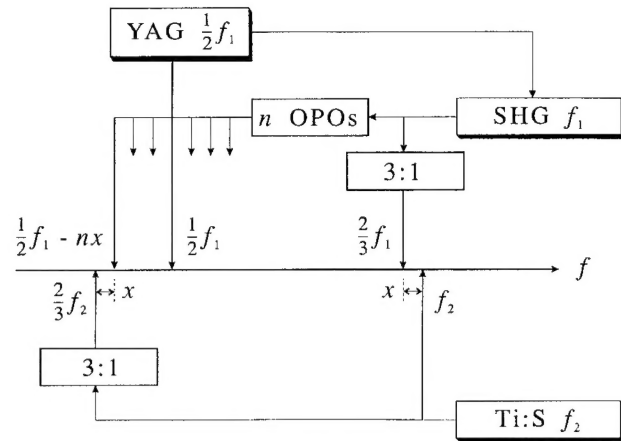 YAG ½ f₁
n OPOs
SHG f₁
3:1
½ f₁ - nx
½ f₁
⅔ f₁
f
⅔ f₂
x
x
f₂
3:1
Ti:S f₂